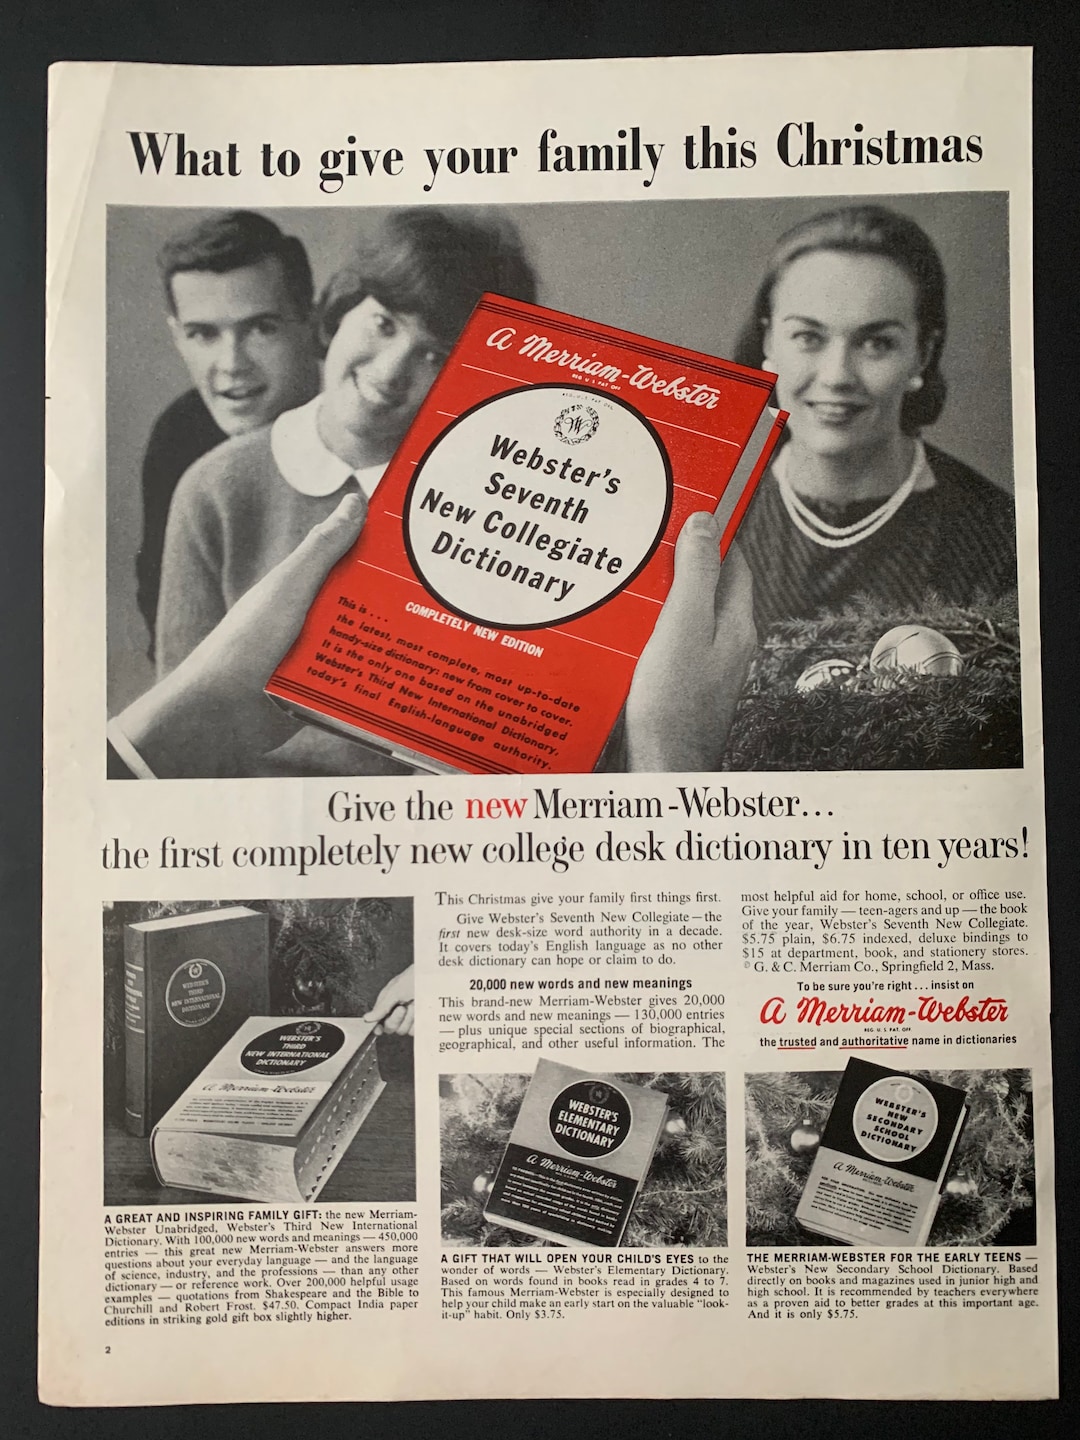 What to give your family this Christmas
A Merriam-Webster
REG. U. S. PAT. OFF.
Webster's
Seventh
New Collegiate
Dictionary
COMPLETELY NEW EDITION
This is . . .
the latest, most complete, most up-to-date
handy-size dictionary: new from cover to cover.
It is the only one based on the unabridged
Webster's Third New International Dictionary,
today's final English-language authority.
Give the new Merriam-Webster...
the first completely new college desk dictionary in ten years!
WEBSTER'S
THIRD
NEW INTERNATIONAL
DICTIONARY
WEBSTER'S
THIRD
NEW INTERNATIONAL
DICTIONARY
A Merriam-Webster
A GREAT AND INSPIRING FAMILY GIFT: the new Merriam-
Webster Unabridged, Webster's Third New International
Dictionary. With 100,000 new words and meanings — 450,000
entries — this great new Merriam-Webster answers more
questions about your everyday language — and the language
of science, industry, and the professions — than any other
dictionary — or reference work. Over 200,000 helpful usage
examples — quotations from Shakespeare and the Bible to
Churchill and Robert Frost. $47.50. Compact India paper
editions in striking gold gift box slightly higher.
This Christmas give your family first things first.
Give Webster's Seventh New Collegiate — the
first new desk-size word authority in a decade.
It covers today's English language as no other
desk dictionary can hope or claim to do.
20,000 new words and new meanings
This brand-new Merriam-Webster gives 20,000
new words and new meanings — 130,000 entries
— plus unique special sections of biographical,
geographical, and other useful information. The
most helpful aid for home, school, or office use.
Give your family — teen-agers and up — the book
of the year, Webster's Seventh New Collegiate.
$5.75 plain, $6.75 indexed, deluxe bindings to
$15 at department, book, and stationery stores.
© G. & C. Merriam Co., Springfield 2, Mass.
To be sure you're right . . . insist on
A Merriam-Webster
REG. U. S. PAT. OFF.
the trusted and authoritative name in dictionaries
WEBSTER'S
ELEMENTARY
DICTIONARY
A Merriam-Webster
A GIFT THAT WILL OPEN YOUR CHILD'S EYES to the
wonder of words — Webster's Elementary Dictionary.
Based on words found in books read in grades 4 to 7.
This famous Merriam-Webster is especially designed to
help your child make an early start on the valuable "look-
it-up" habit. Only $3.75.
WEBSTER'S
NEW
SECONDARY
SCHOOL
DICTIONARY
A Merriam-Webster
THE MERRIAM-WEBSTER FOR THE EARLY TEENS —
Webster's New Secondary School Dictionary. Based
directly on books and magazines used in junior high and
high school. It is recommended by teachers everywhere
as a proven aid to better grades at this important age.
And it is only $5.75.
2